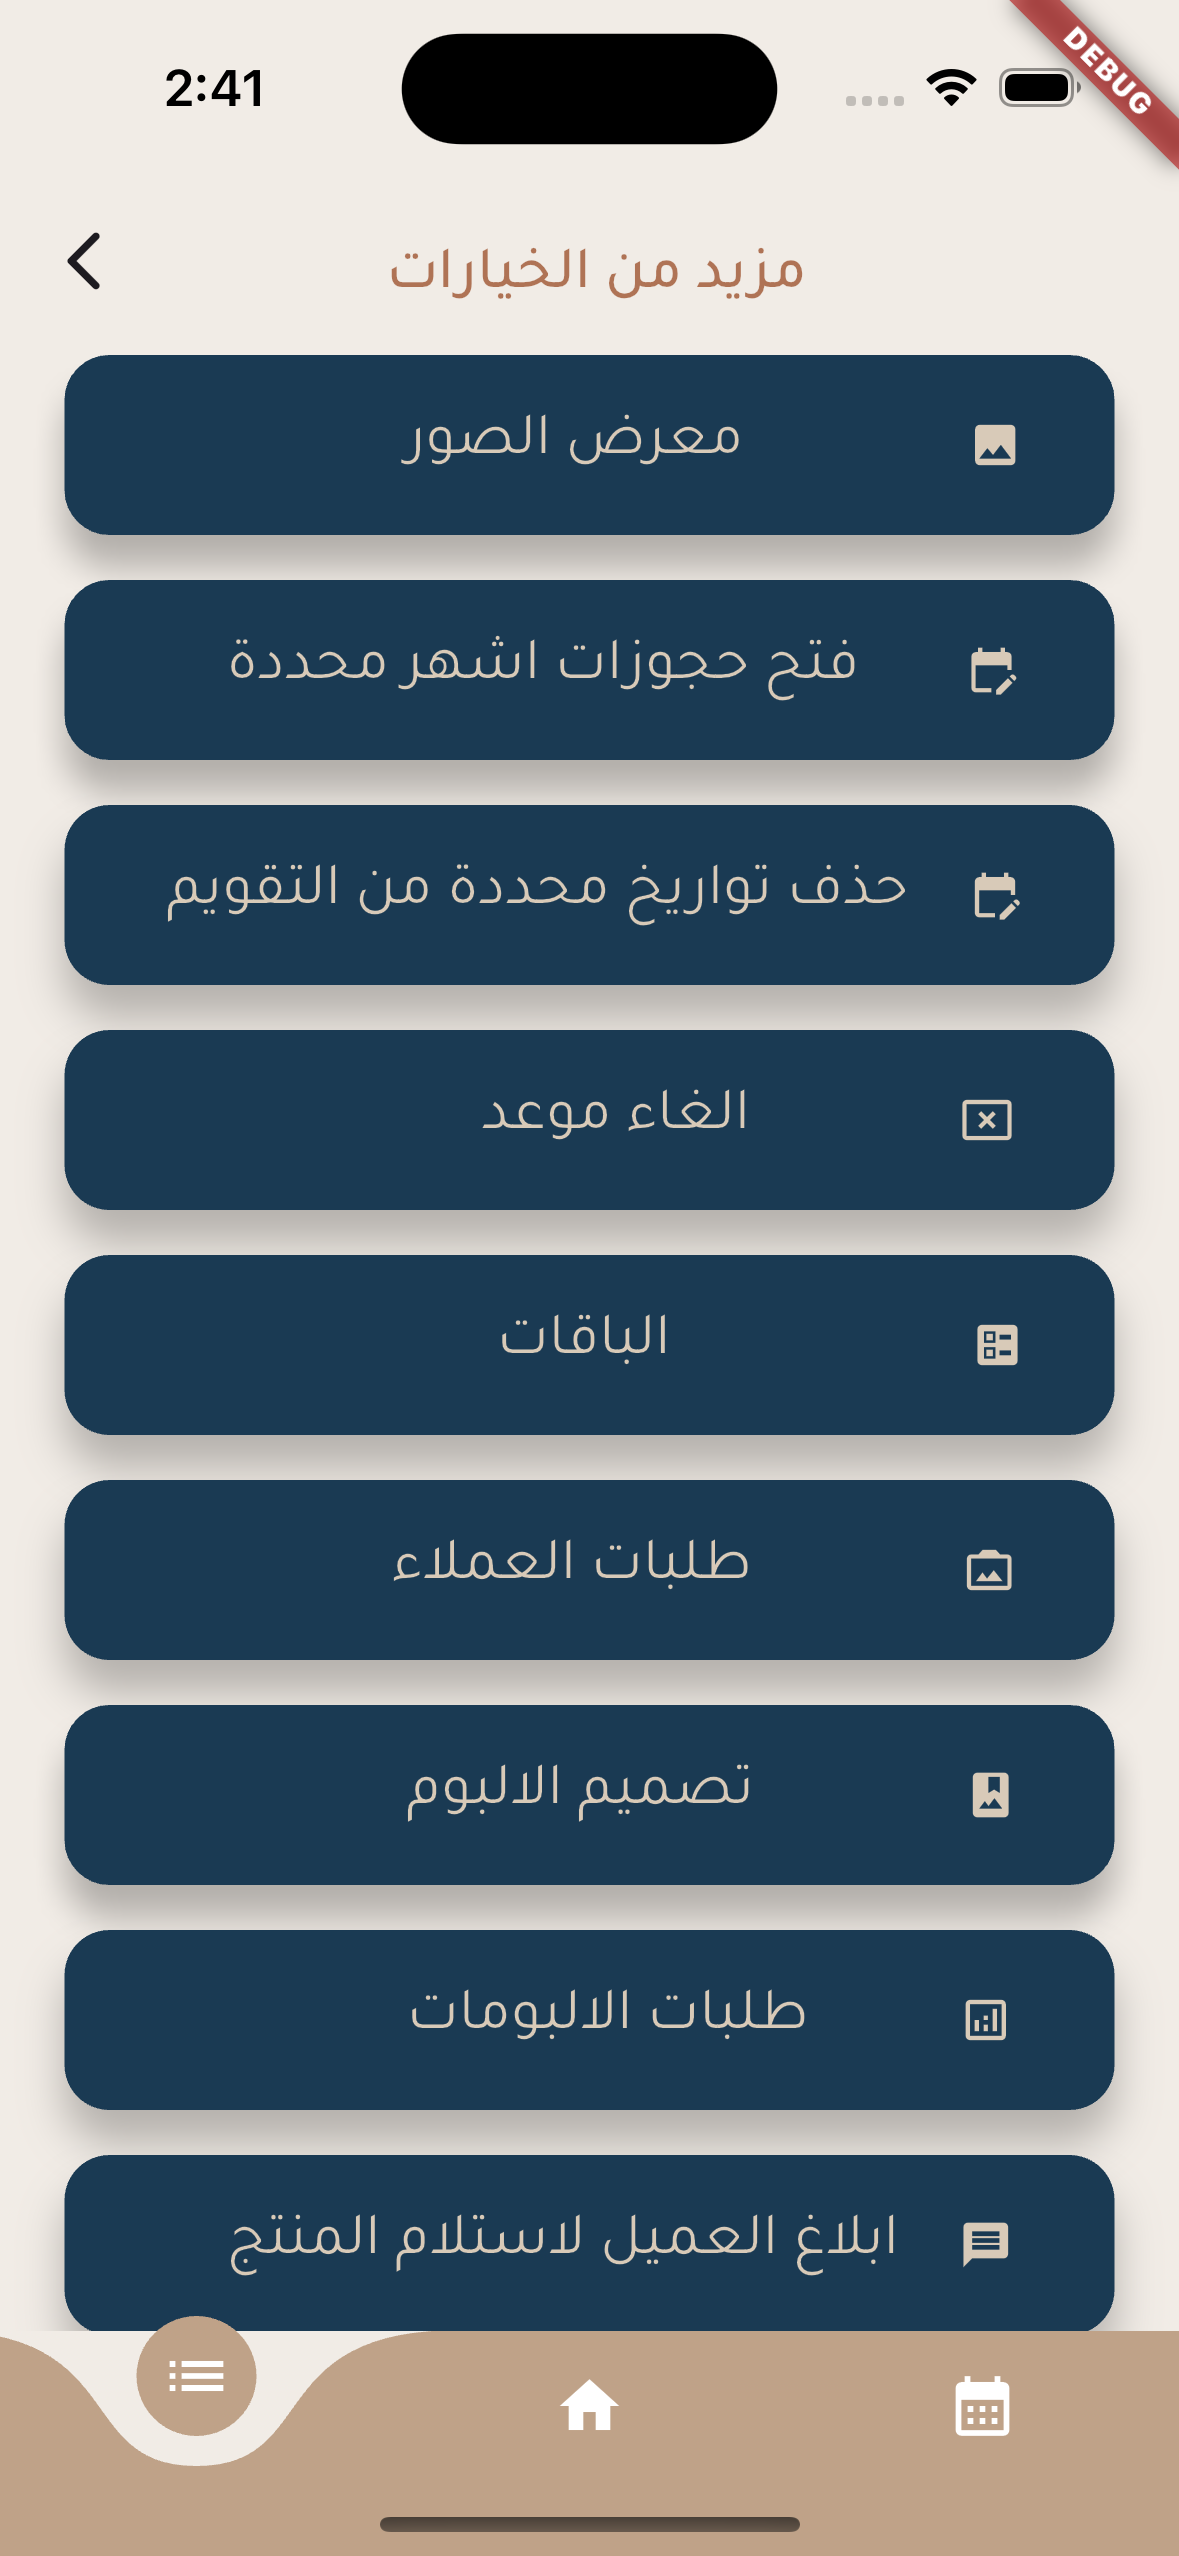 2:41
DEBUG
مزيد من الخيارات
معرض الصور
فتح حجوزات اشهر محددة
حذف تواريخ محددة من التقويم
الغاء موعد
الباقات
طلبات العملاء
تصميم الالبوم
طلبات الالبومات
ابلاغ العميل لاستلام المنتج